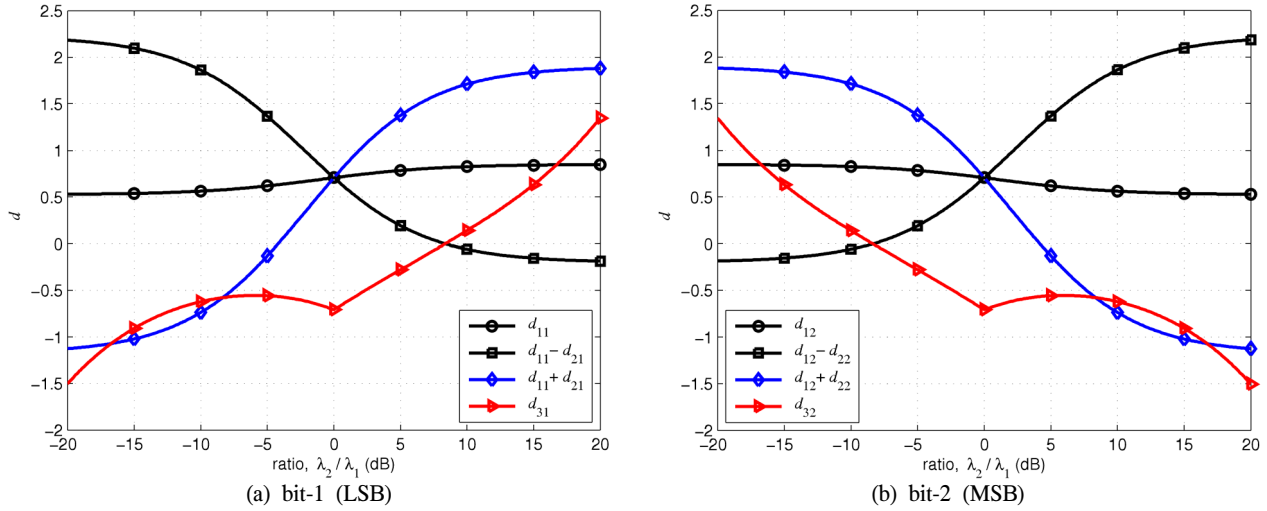 2.5
2
1.5
1
0.5
0
−0.5
−1
−1.5
−2
d
−20 −15 −10 −5 0 5 10 15 20
ratio, λ2 / λ1 (dB)
d11
d11 − d21
d11 + d21
d31
(a) bit-1 (LSB)
2.5
2
1.5
1
0.5
0
−0.5
−1
−1.5
−2
d
−20 −15 −10 −5 0 5 10 15 20
ratio, λ2 / λ1 (dB)
d12
d12 − d22
d12 + d22
d32
(b) bit-2 (MSB)